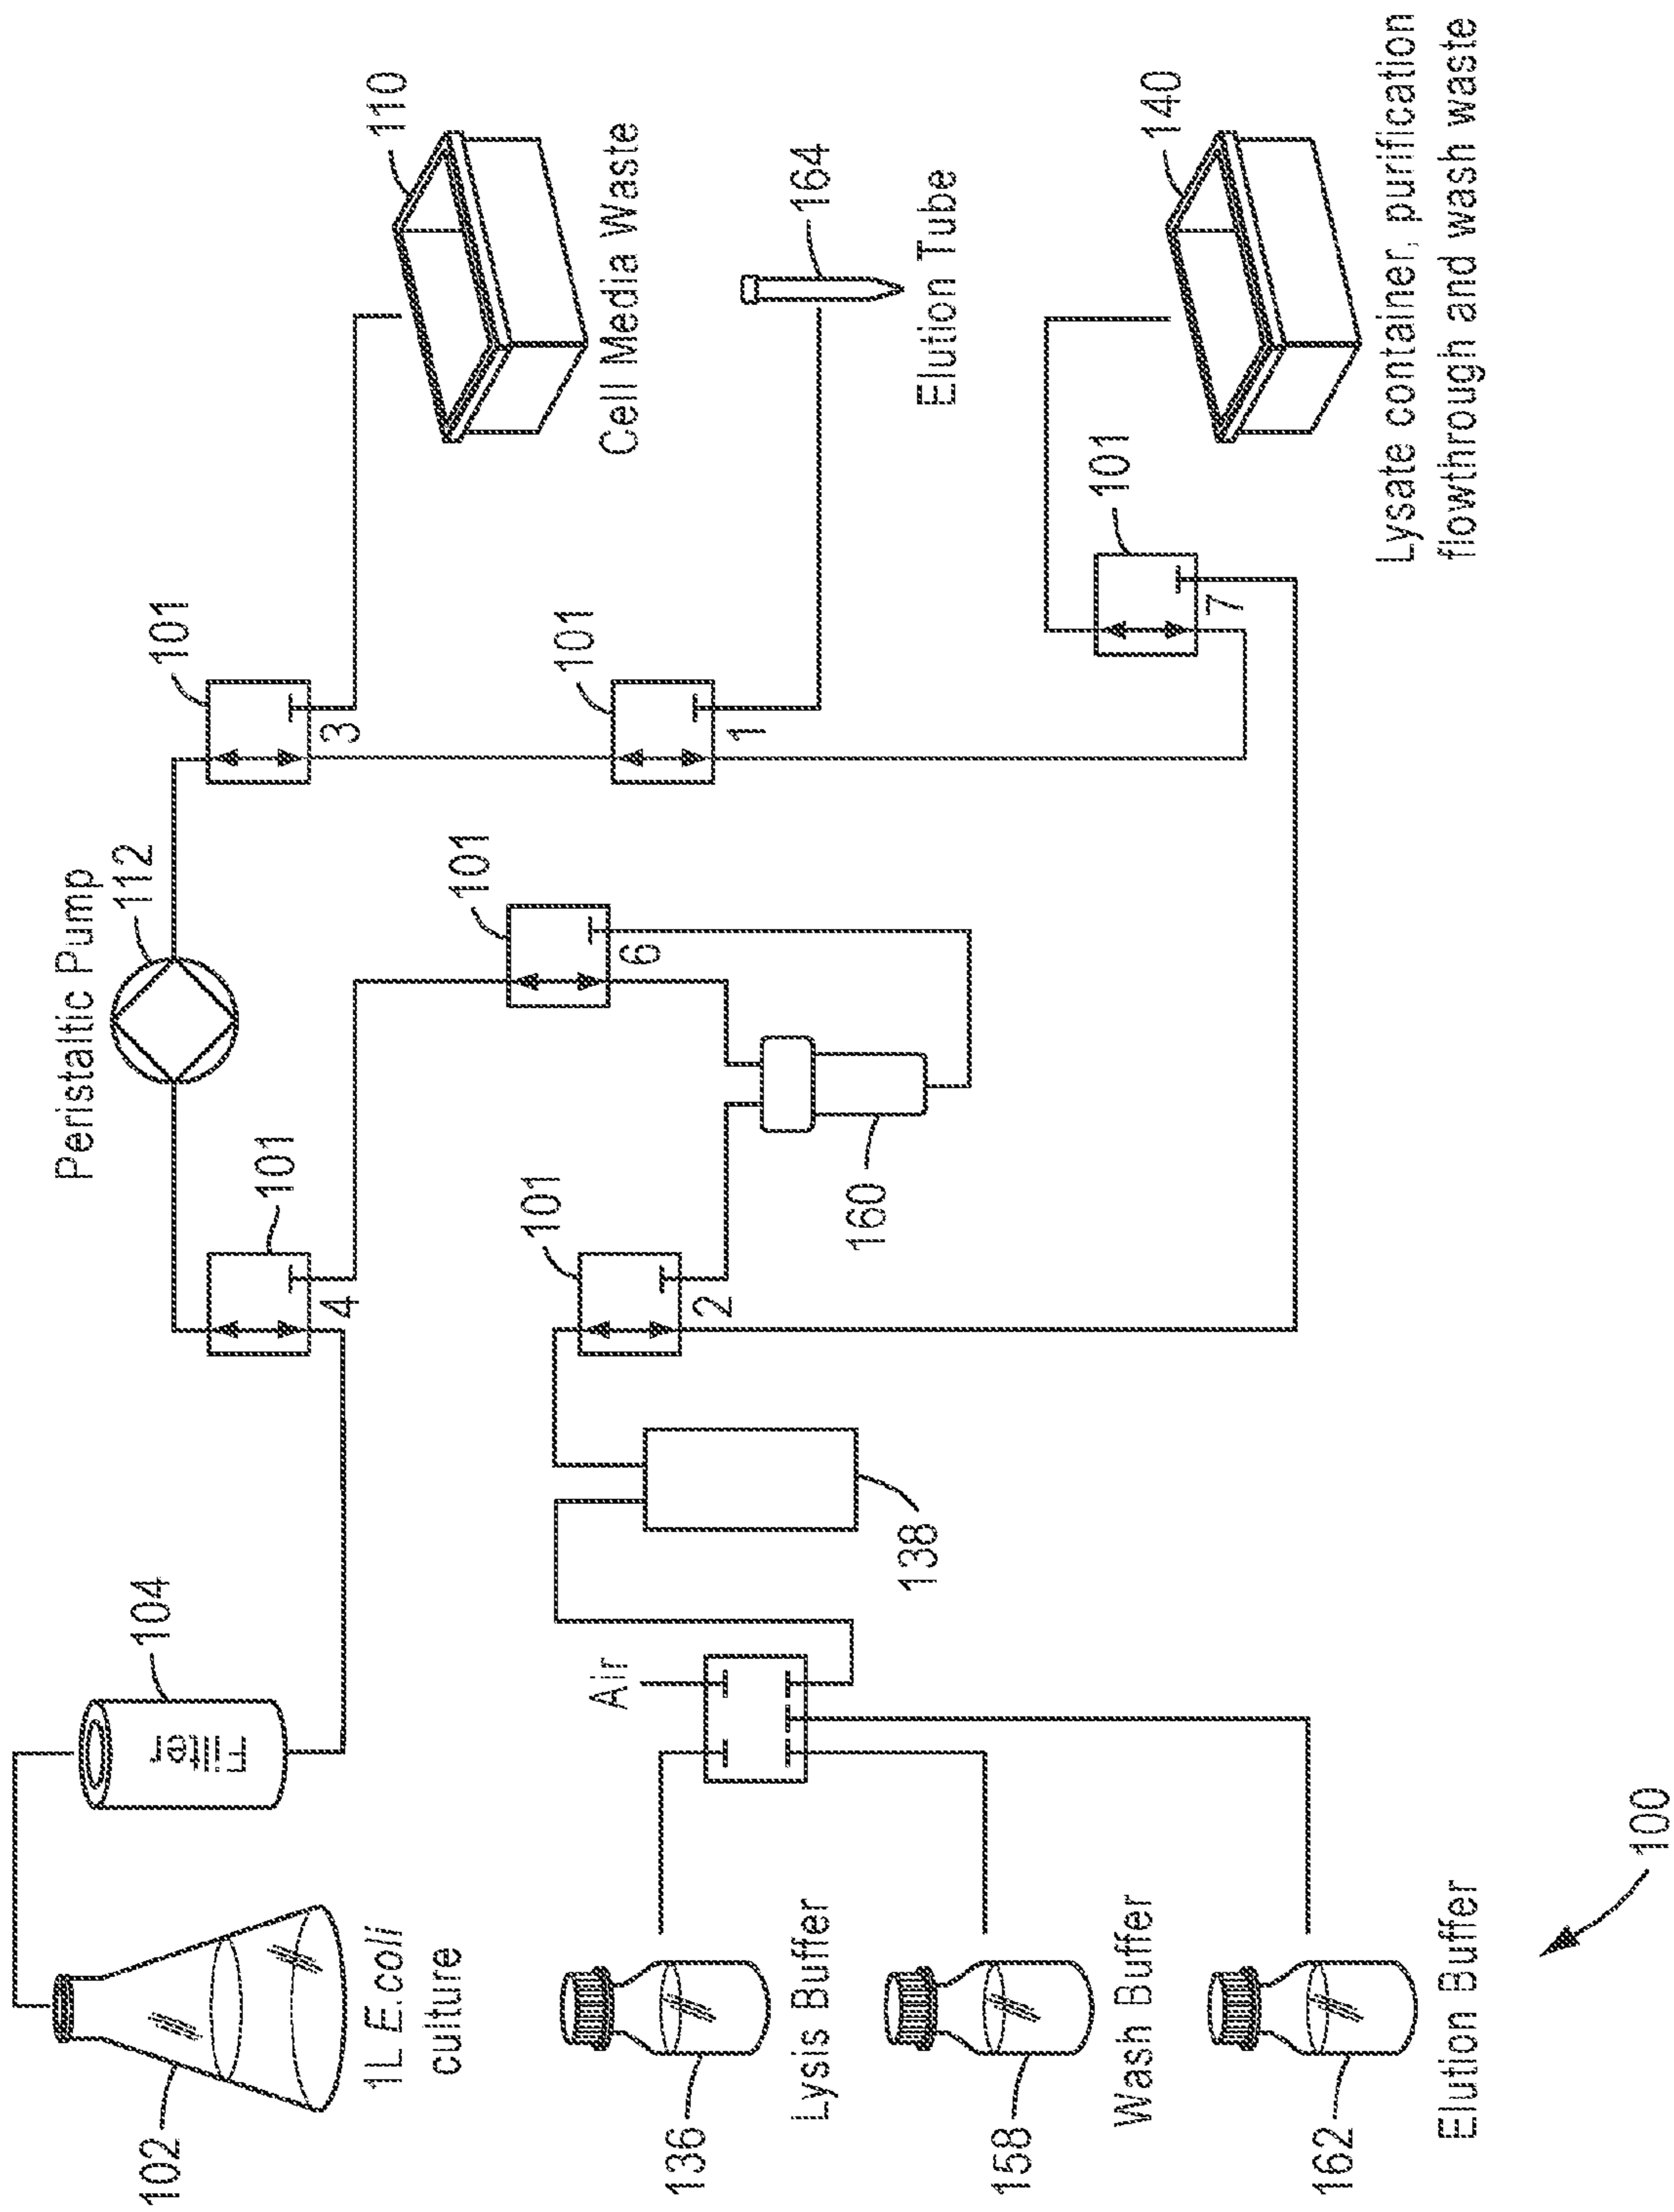 102
1L E.coli
culture
104
Filter
Peristaltic Pump
112
101
4
101
3
110
Cell Media Waste
101
6
101
1
164
Elution Tube
101
2
160
138
Air
136
Lysis Buffer
158
Wash Buffer
162
Elution Buffer
101
7
140
Lysate container, purification
flowthrough and wash waste
100